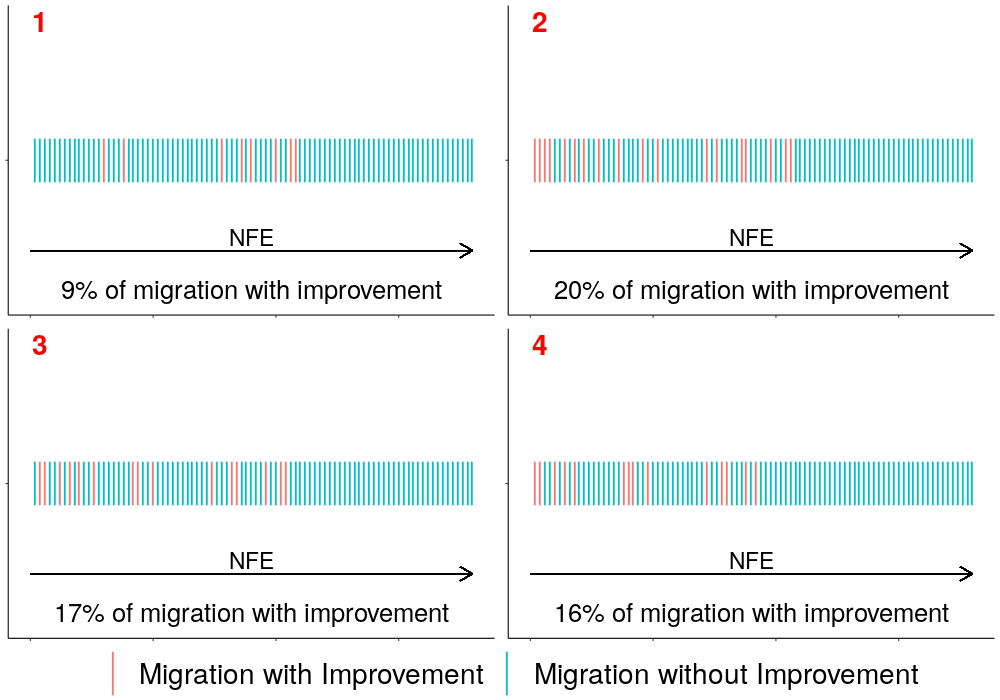 1
NFE
9% of migration with improvement
2
NFE
20% of migration with improvement
3
NFE
17% of migration with improvement
4
NFE
16% of migration with improvement
Migration with Improvement
Migration without Improvement